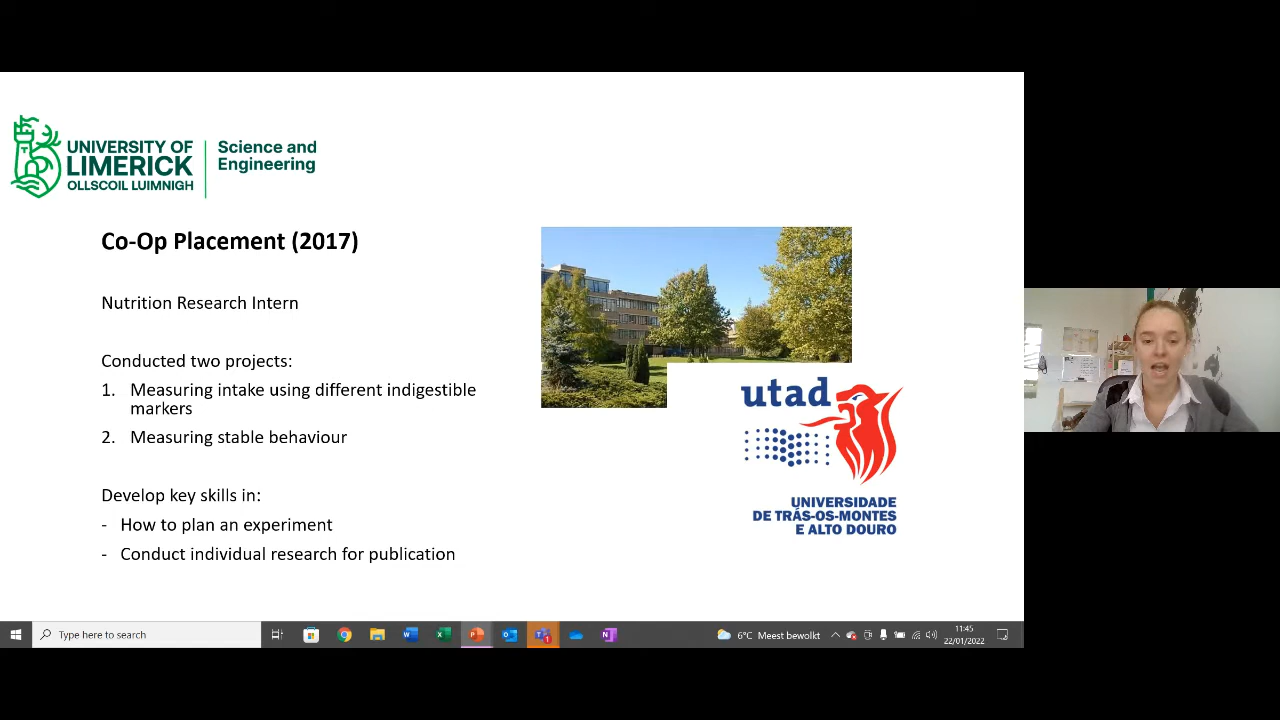 UNIVERSITY OF
LIMERICK
OLLSCOIL LUIMNIGH
Science and
Engineering
Co-Op Placement (2017)
Nutrition Research Intern
Conducted two projects:
1. Measuring intake using different indigestible
markers
2. Measuring stable behaviour
Develop key skills in:
- How to plan an experiment
- Conduct individual research for publication
utad
UNIVERSIDADE
DE TRÁS-OS-MONTES
E ALTO DOURO
Type here to search
6°C Meest bewolkt
11:45
22/01/2022